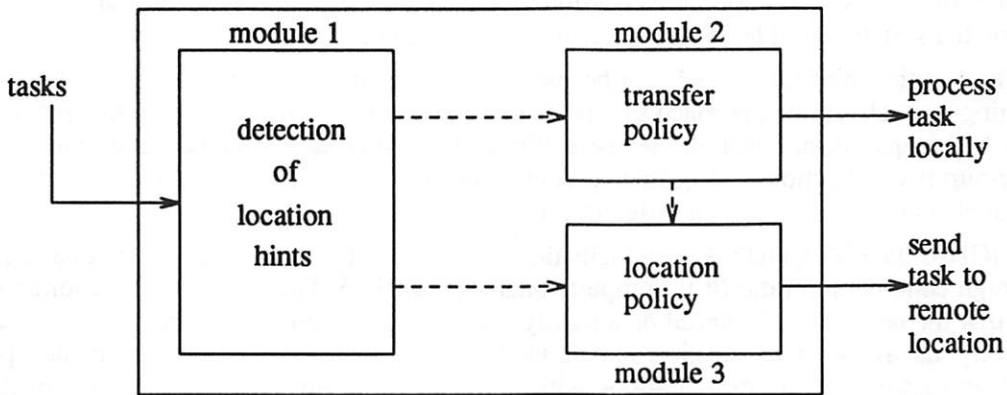 module 1
module 2
tasks
detection
of
location
hints
transfer
policy
process
task
locally
location
policy
send
task to
remote
location
module 3